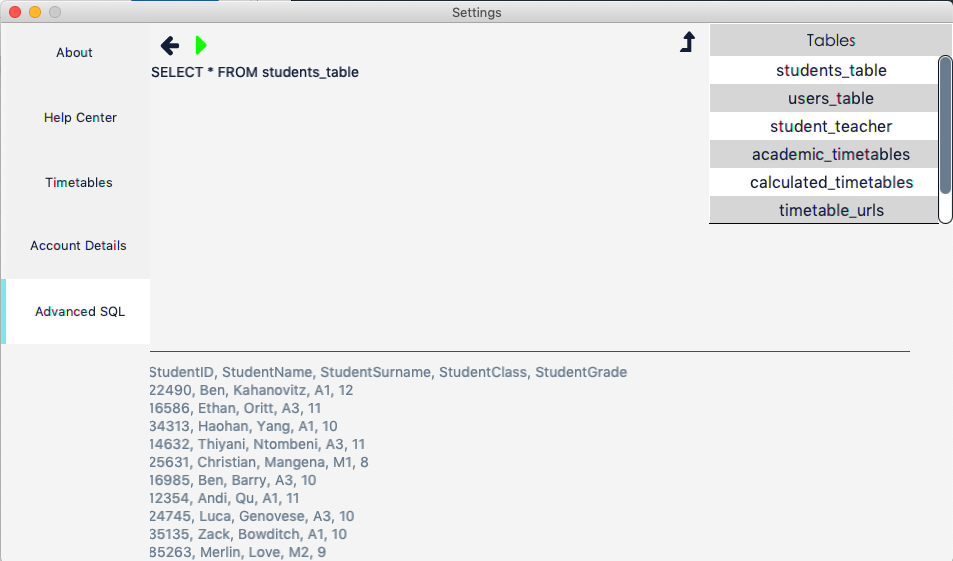 Settings
About
Help Center
Timetables
Account Details
Advanced SQL
SELECT * FROM students_table
Tables
students_table
users_table
student_teacher
academic_timetables
calculated_timetables
timetable_urls
StudentID, StudentName, StudentSurname, StudentClass, StudentGrade
22490, Ben, Kahanovitz, A1, 12
16586, Ethan, Oritt, A3, 11
34313, Haohan, Yang, A1, 10
14632, Thiyani, Ntombeni, A3, 11
25631, Christian, Mangena, M1, 8
16985, Ben, Barry, A3, 10
12354, Andi, Qu, A1, 11
24745, Luca, Genovese, A3, 10
35135, Zack, Bowditch, A1, 10
85263, Merlin, Love, M2, 9